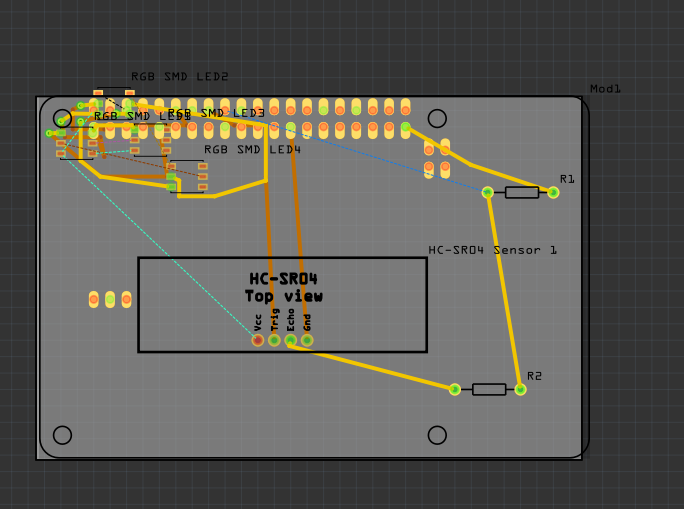 RGB SMD LED2
Mod1
RGB SMD LED1
RGB SMD LED3
RGB SMD LED4
R1
HC-SR04 Sensor 1
HC-SR04
Top view
Vcc
Trig
Echo
Gnd
R2